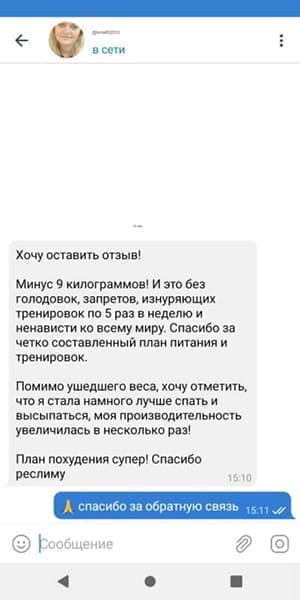 в сети
Хочу оставить отзыв!
Минус 9 килограммов! И это без
голодовок, запретов, изнуряющих
тренировок по 5 раз в неделю и
ненависти ко всему миру. Спасибо за
четко составленный план питания и
тренировок.
Помимо ушедшего веса, хочу отметить,
что я стала намного лучше спать и
высыпаться, моя производительность
увеличилась в несколько раз!
План похудения супер! Спасибо
реслиму
15:10
🙏 спасибо за обратную связь 15:11
Сообщение